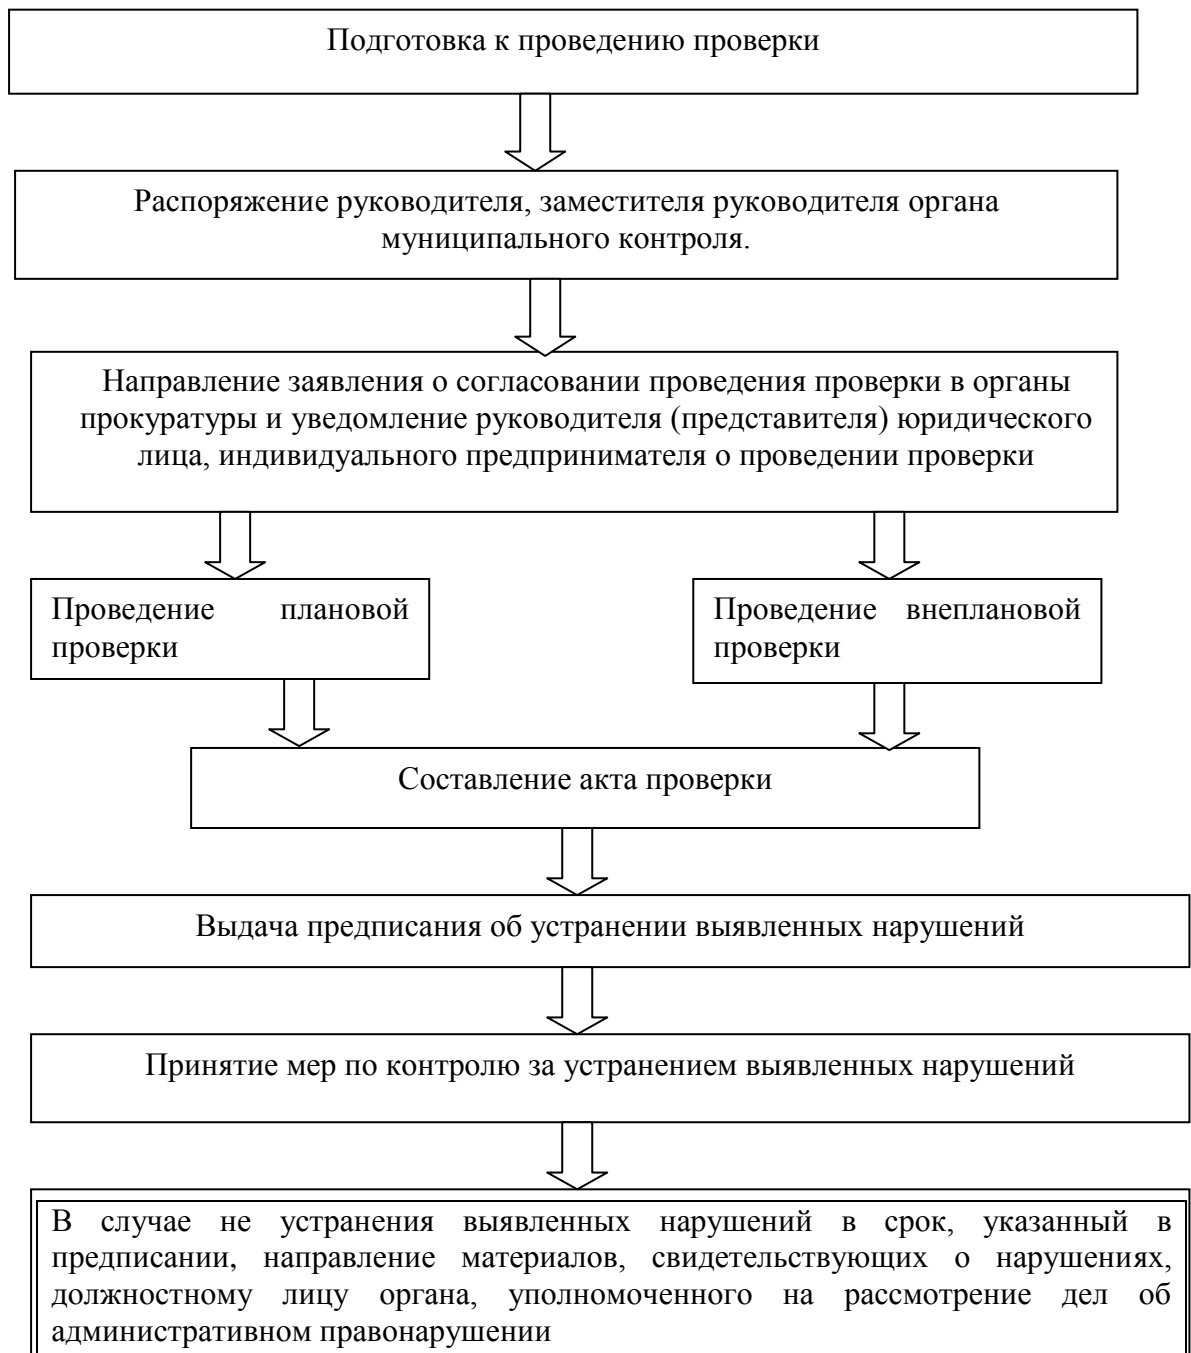 Подготовка к проведению проверки
Распоряжение руководителя, заместителя руководителя органа
муниципального контроля.
Направление заявления о согласовании проведения проверки в органы
прокуратуры и уведомление руководителя (представителя) юридического
лица, индивидуального предпринимателя о проведении проверки
Проведение плановой
проверки
Проведение внеплановой
проверки
Составление акта проверки
Выдача предписания об устранении выявленных нарушений
Принятие мер по контролю за устранением выявленных нарушений
В случае не устранения выявленных нарушений в срок, указанный в
предписании, направление материалов, свидетельствующих о нарушениях,
должностному лицу органа, уполномоченного на рассмотрение дел об
административном правонарушении